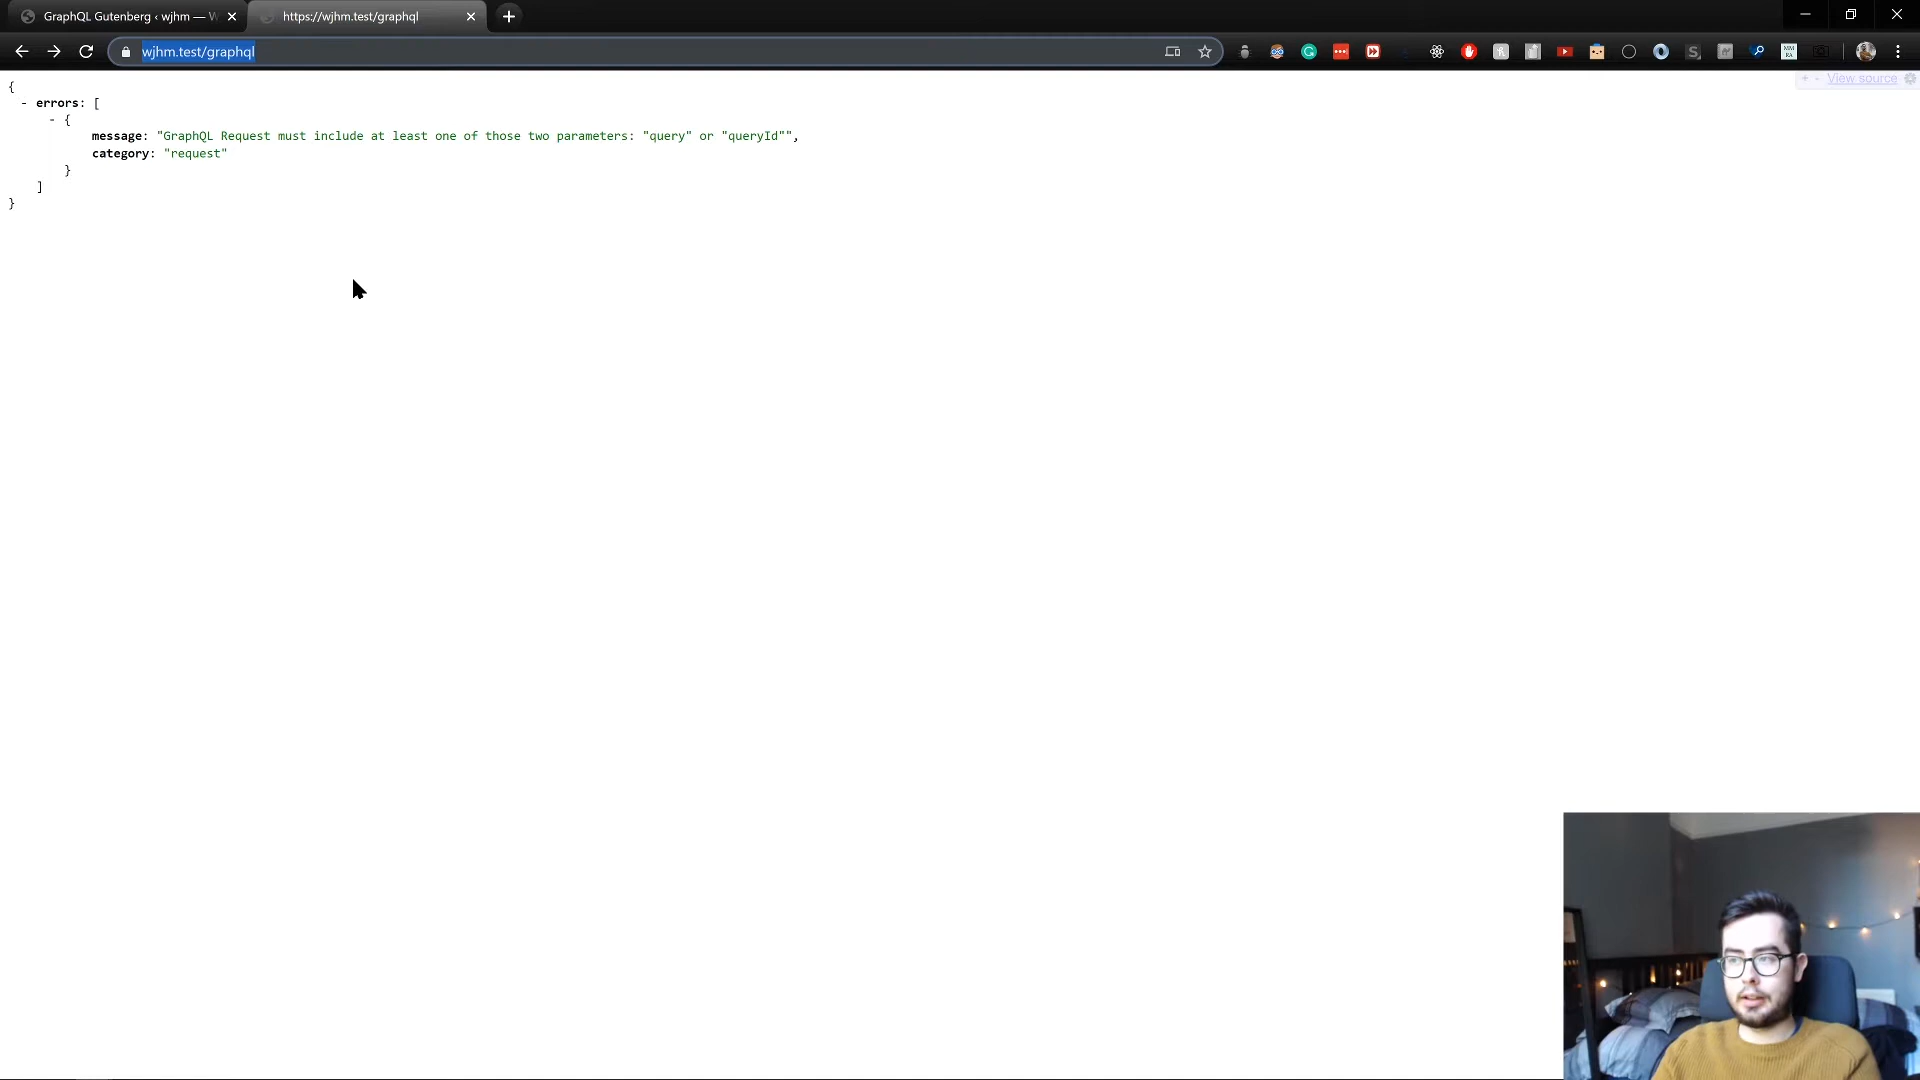 GraphQL Gutenberg ‹ wjhm — W
https://wjhm.test/graphql
wjhm.test/graphql
+ - View source
{
- errors: [
- {
message: "GraphQL Request must include at least one of those two parameters: "query" or "queryId"",
category: "request"
}
]
}